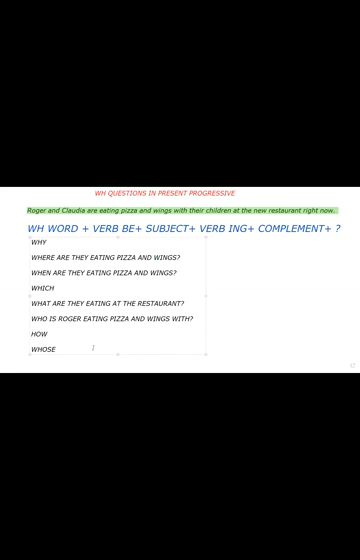 WH QUESTIONS IN PRESENT PROGRESSIVE
Roger and Claudia are eating pizza and wings with their children at the new restaurant right now.
WH WORD + VERB BE+ SUBJECT+ VERB ING+ COMPLEMENT+ ?
WHY
WHERE ARE THEY EATING PIZZA AND WINGS?
WHEN ARE THEY EATING PIZZA AND WINGS?
WHICH
WHAT ARE THEY EATING AT THE RESTAURANT?
WHO IS ROGER EATING PIZZA AND WINGS WITH?
HOW
WHOSE